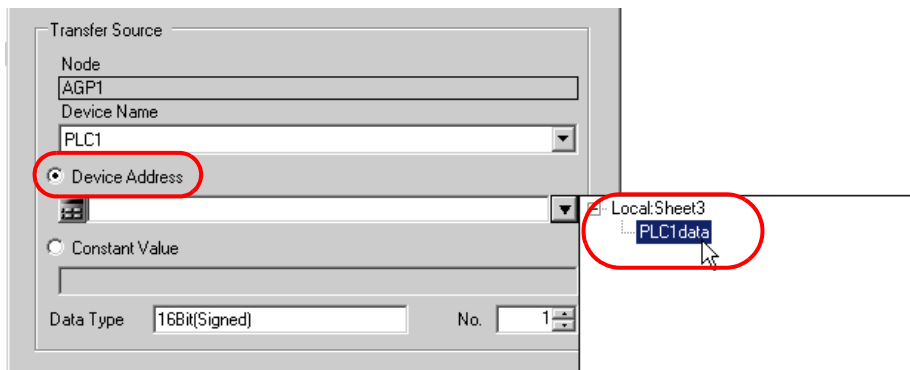 Transfer Source
Node
AGP1
Device Name
PLC1
Device Address
Local:Sheet3
PLC1data
Constant Value
Data Type 16Bit(Signed) No. 1